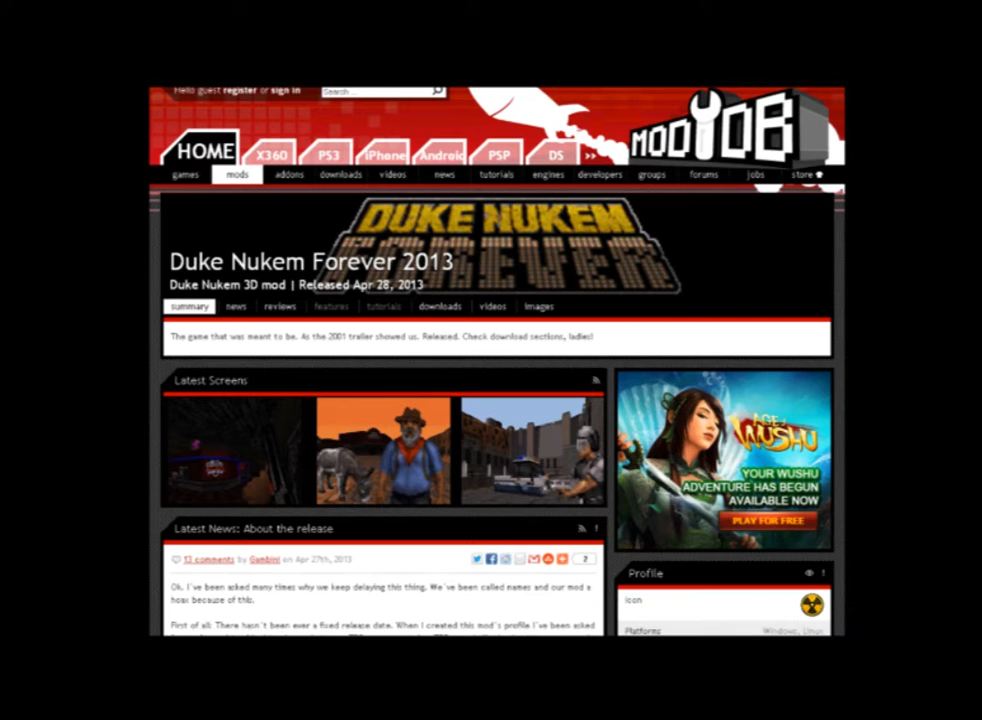 Hello guest register or sign in
Search ...
MODDB
HOME X360 PS3 iPhone Android PSP DS >>
games mods addons downloads videos news tutorials engines developers groups forums jobs store
DUKE NUKEM
FOREVER
Duke Nukem Forever 2013
Duke Nukem 3D mod | Released Apr 28, 2013
summary news reviews features tutorials downloads videos images
The game that was meant to be. As the 2001 trailer showed us. Released. Check download sections, ladies!
Latest Screens
AGE of WUSHU
YOUR WUSHU
ADVENTURE HAS BEGUN
AVAILABLE NOW
PLAY FOR FREE
Latest News: About the release
13 comments by Gambini on Apr 27th, 2013
2
Ok. I've been asked many times why we keep delaying this thing. We've been called names and our mod a
hoax because of this.
First of all: There hasn't been ever a fixed release date. When I created this mod's profile I've been asked
Profile
Icon
Platforms Windows, Linux